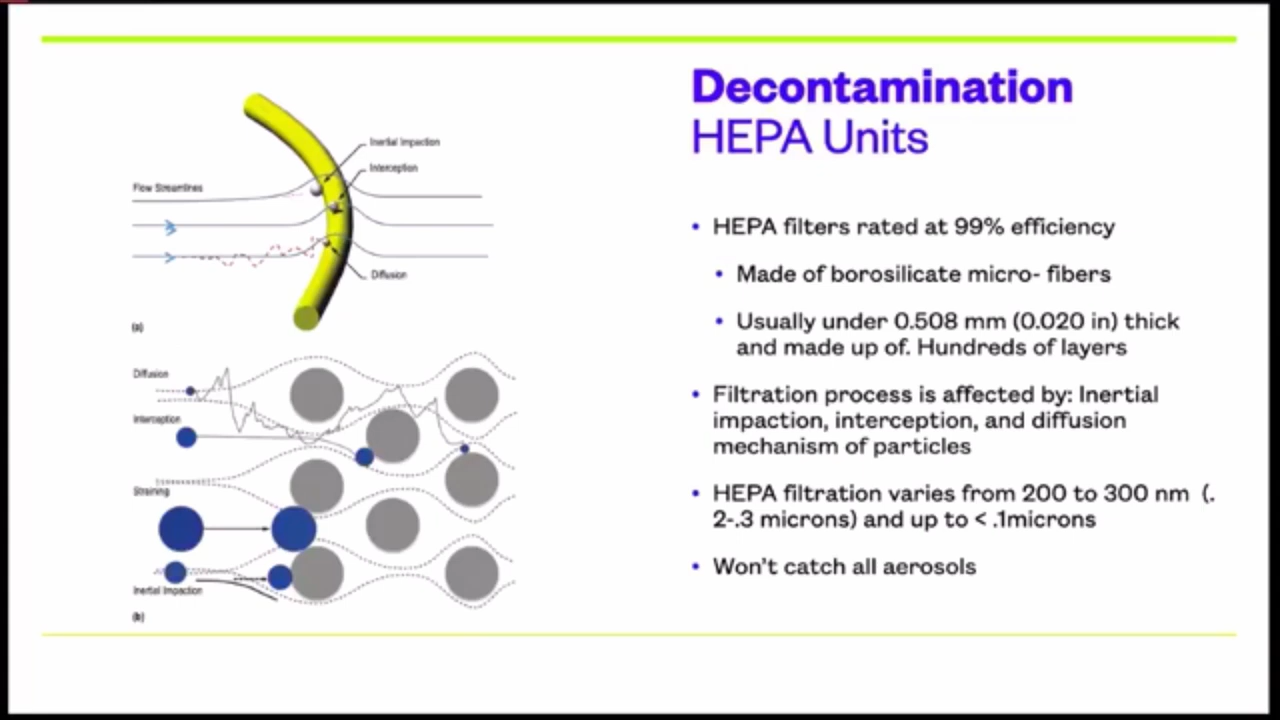 Decontamination
HEPA Units
Inertial Impaction
Interception
Flow Streamlines
Diffusion
(a)
Diffusion
Interception
Straining
Inertial Impaction
(b)
• HEPA filters rated at 99% efficiency
• Made of borosilicate micro- fibers
• Usually under 0.508 mm (0.020 in) thick
and made up of. Hundreds of layers
• Filtration process is affected by: Inertial
impaction, interception, and diffusion
mechanism of particles
• HEPA filtration varies from 200 to 300 nm (.
2-.3 microns) and up to < .1microns
• Won't catch all aerosols